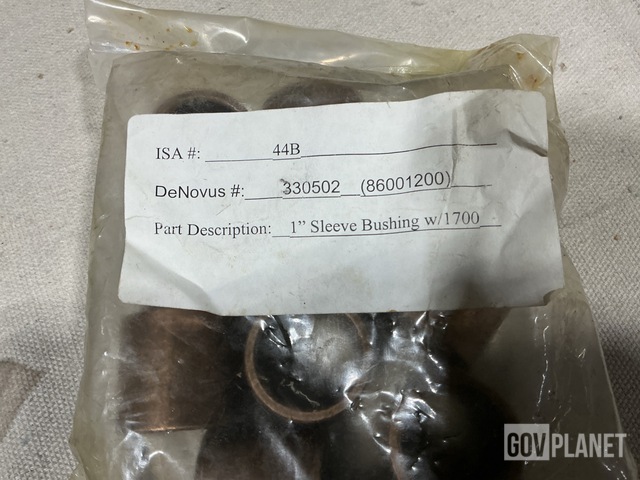 ISA #: 44B
DeNovus #: 330502 (86001200)
Part Description: 1” Sleeve Bushing w/1700
GOVPLANET